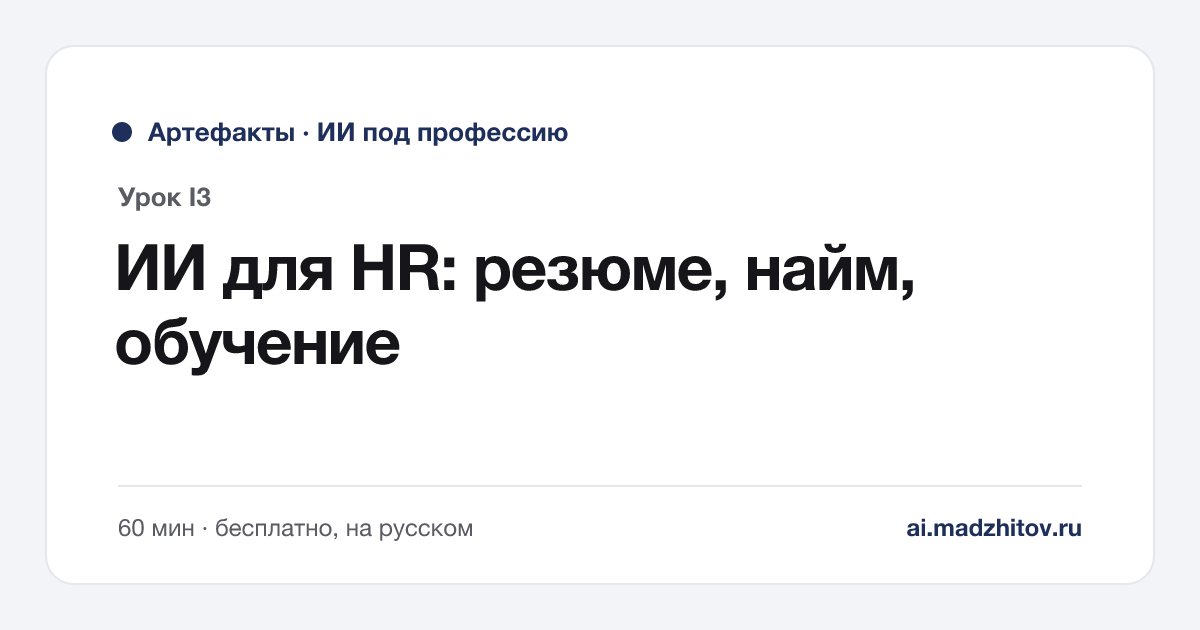 Артефакты · ИИ под профессию
Урок I3
ИИ для HR: резюме, найм,
обучение
60 мин · бесплатно, на русском
ai.madzhitov.ru